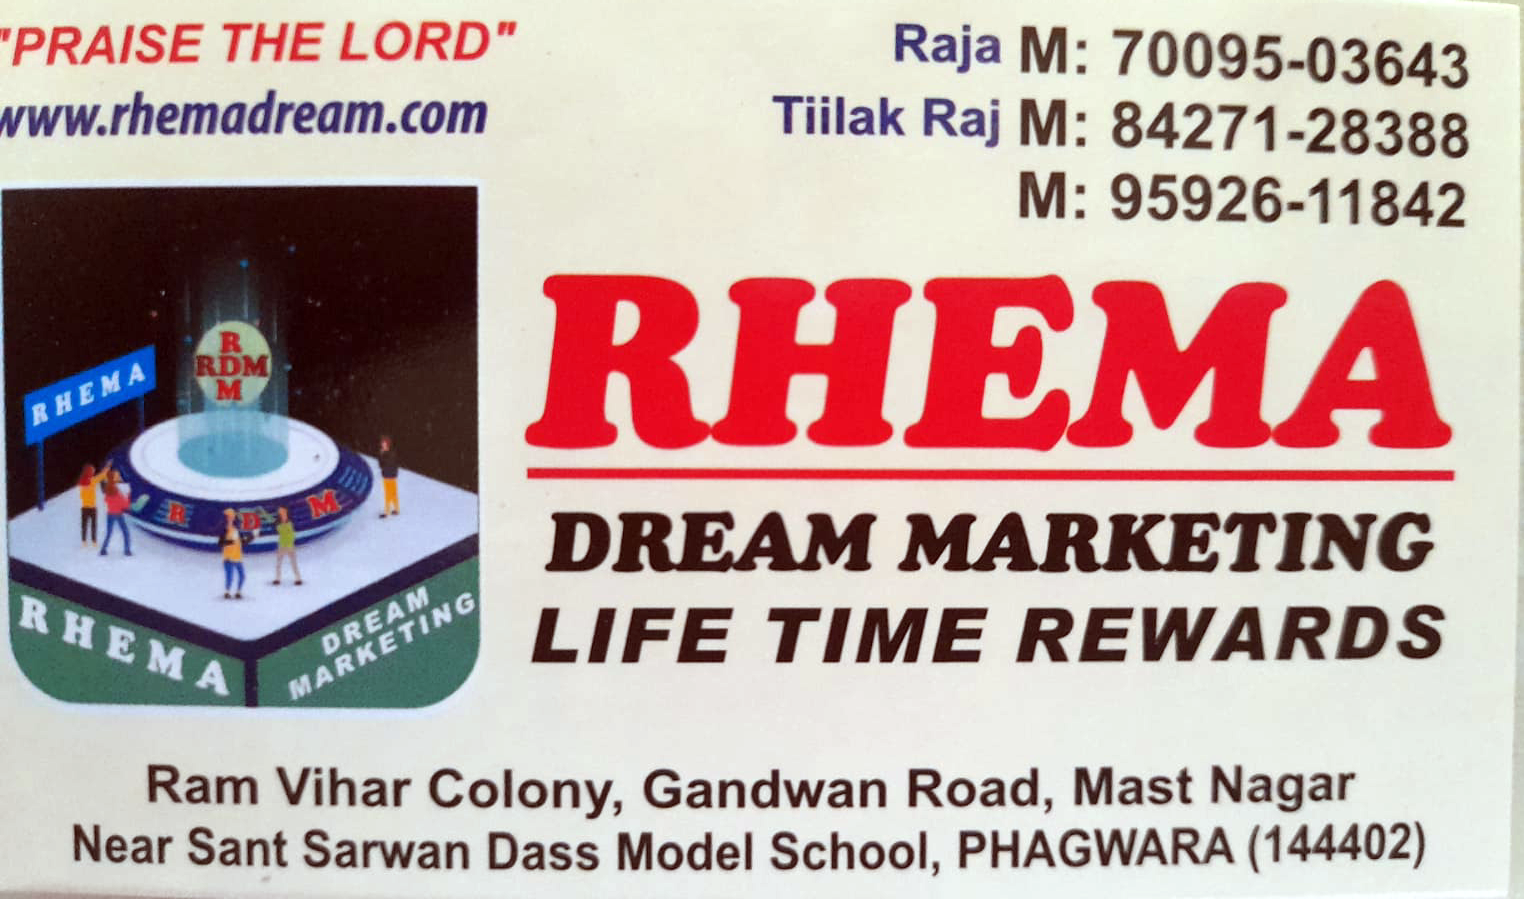 "PRAISE THE LORD"
www.rhemadream.com
Raja M: 70095-03643
Tiilak Raj M: 84271-28388
M: 95926-11842
R
RDM
M
RHEMA
R D M
RHEMA
DREAM
MARKETING
RHEMA
DREAM MARKETING
LIFE TIME REWARDS
Ram Vihar Colony, Gandwan Road, Mast Nagar
Near Sant Sarwan Dass Model School, PHAGWARA (144402)